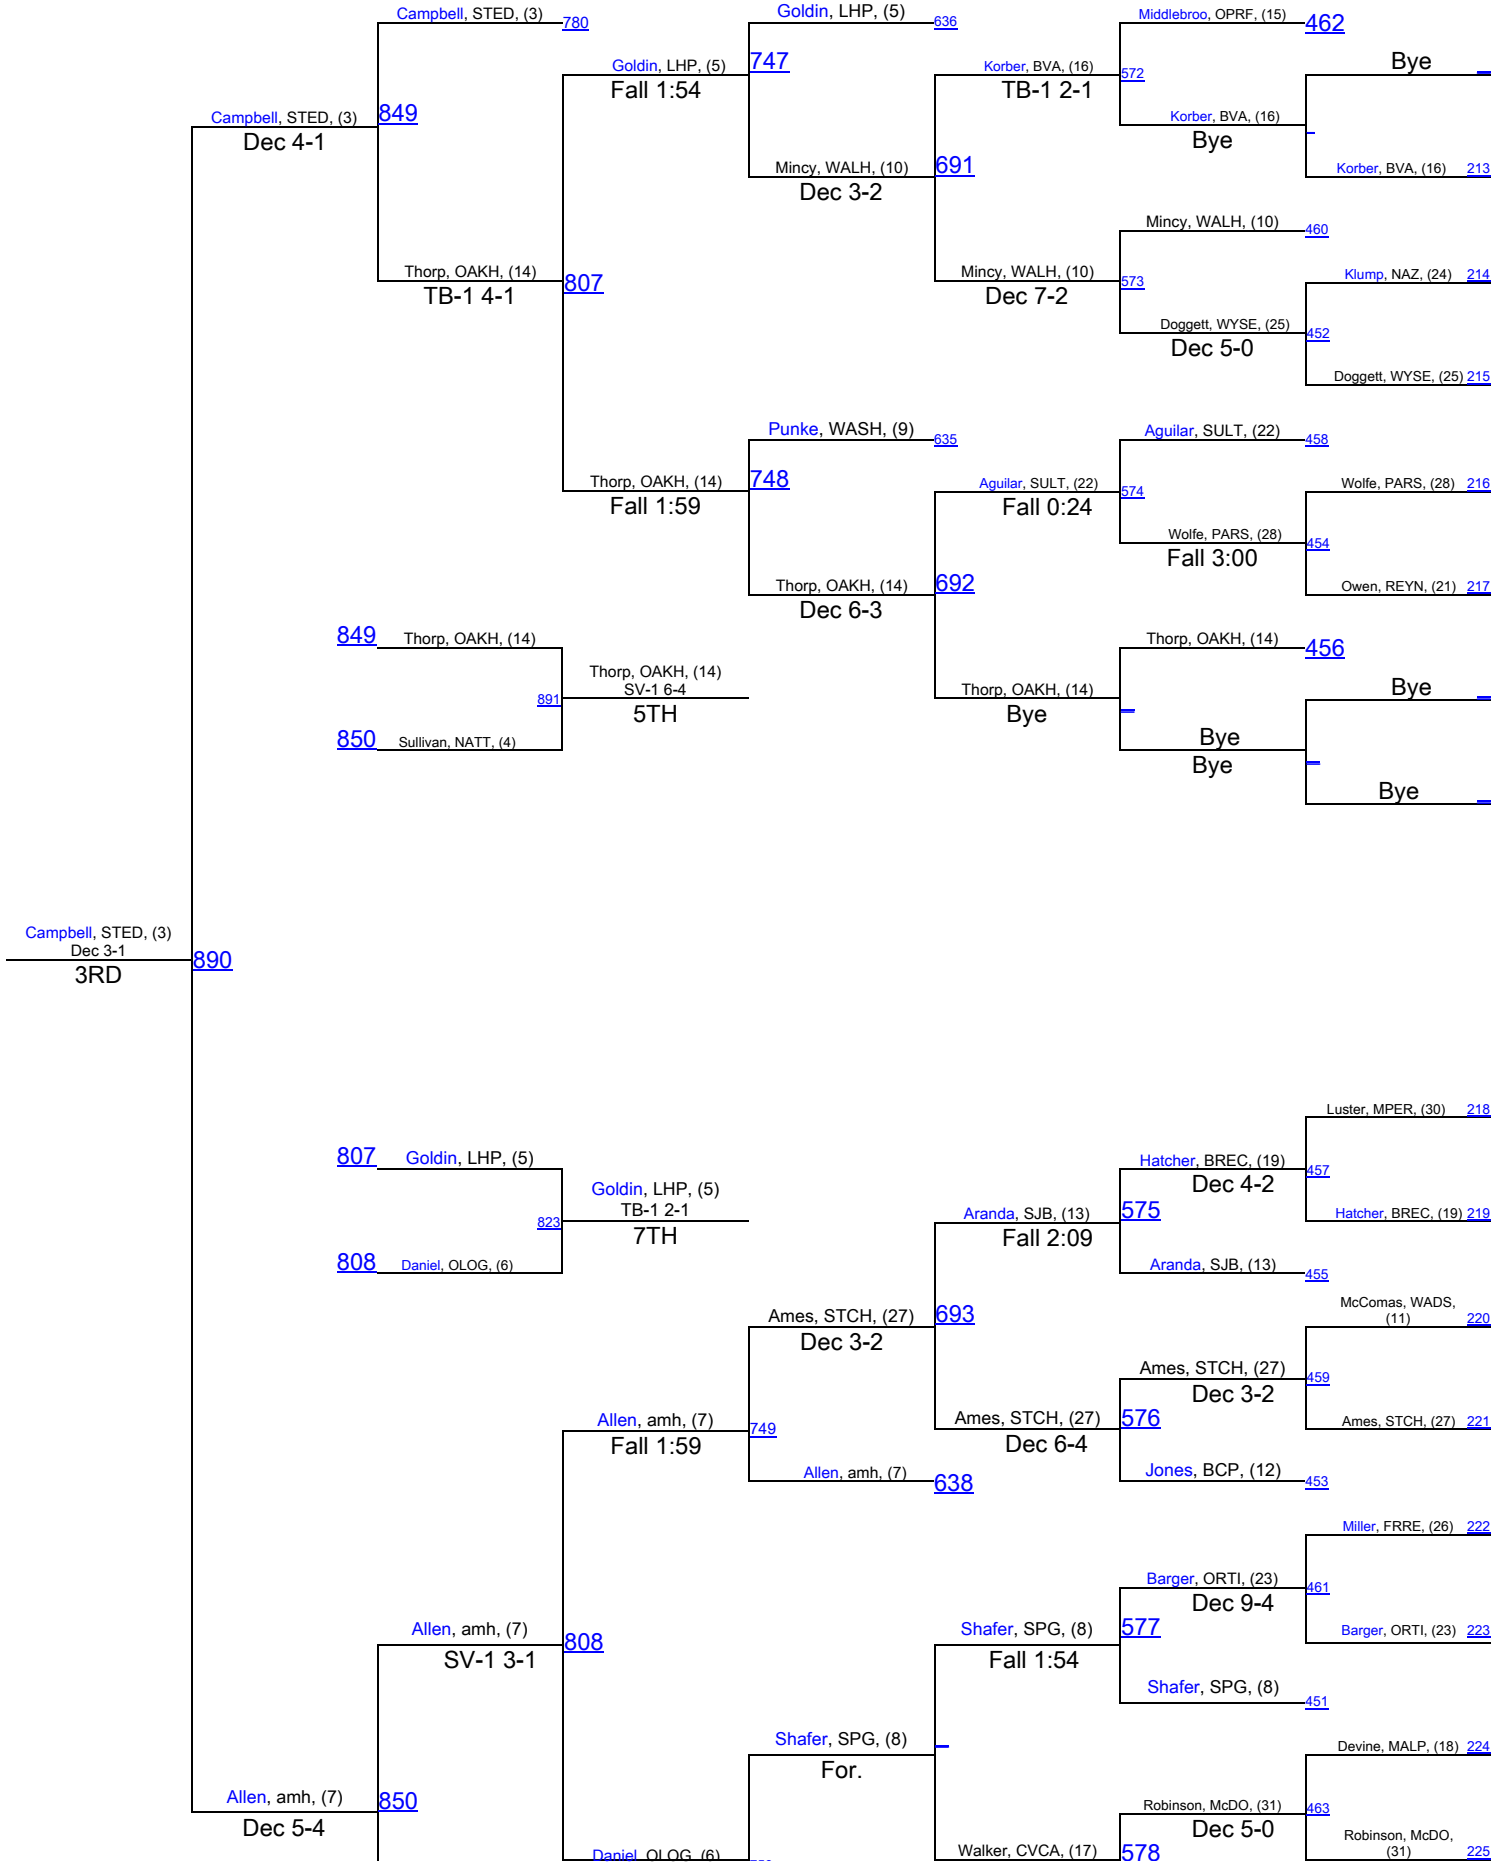 Campbell, STED, (3)
780
Goldin, LHP, (5)
636
Middlebroo, OPRF, (15)
462
Goldin, LHP, (5)
Fall 1:54
747
Korber, BVA, (16)
TB-1 2-1
572
Bye
Campbell, STED, (3)
Dec 4-1
849
Korber, BVA, (16)
Bye
Mincy, WALH, (10)
Dec 3-2
691
Korber, BVA, (16) 213
Mincy, WALH, (10)
460
Thorp, OAKH, (14)
TB-1 4-1
807
Mincy, WALH, (10)
Dec 7-2
573
Klump, NAZ, (24) 214
Doggett, WYSE, (25)
Dec 5-0
452
Doggett, WYSE, (25) 215
Punke, WASH, (9)
635
Aguilar, SULT, (22)
458
Thorp, OAKH, (14)
Fall 1:59
748
Aguilar, SULT, (22)
Fall 0:24
574
Wolfe, PARS, (28) 216
Wolfe, PARS, (28)
Fall 3:00
454
Thorp, OAKH, (14)
Dec 6-3
692
Owen, REYN, (21) 217
849 Thorp, OAKH, (14)
Thorp, OAKH, (14)
456
Thorp, OAKH, (14)
SV-1 6-4
5TH
891
Thorp, OAKH, (14)
Bye
Bye
850 Sullivan, NATT, (4)
Bye
Bye
Bye
Campbell, STED, (3)
Dec 3-1
3RD
890
Luster, MPER, (30) 218
807 Goldin, LHP, (5)
Hatcher, BREC, (19)
Dec 4-2
457
Goldin, LHP, (5)
TB-1 2-1
7TH
823
Aranda, SJB, (13)
Fall 2:09
575
Hatcher, BREC, (19) 219
808 Daniel, OLOG, (6)
Aranda, SJB, (13)
455
Ames, STCH, (27)
Dec 3-2
693
McComas, WADS,
(11) 220
Ames, STCH, (27)
Dec 3-2
459
Allen, amh, (7)
Fall 1:59
749
Ames, STCH, (27)
Dec 6-4
576
Ames, STCH, (27) 221
Allen, amh, (7)
638
Jones, BCP, (12)
453
Miller, FRRE, (26) 222
Barger, ORTI, (23)
Dec 9-4
461
Allen, amh, (7)
SV-1 3-1
808
Shafer, SPG, (8)
Fall 1:54
577
Barger, ORTI, (23) 223
Shafer, SPG, (8)
451
Shafer, SPG, (8)
For.
Devine, MALP, (18) 224
Allen, amh, (7)
Dec 5-4
850
Robinson, McDO, (31)
Dec 5-0
463
Daniel, OLOG, (6)
Walker, CVCA, (17)
578
Robinson, McDO,
(31) 225